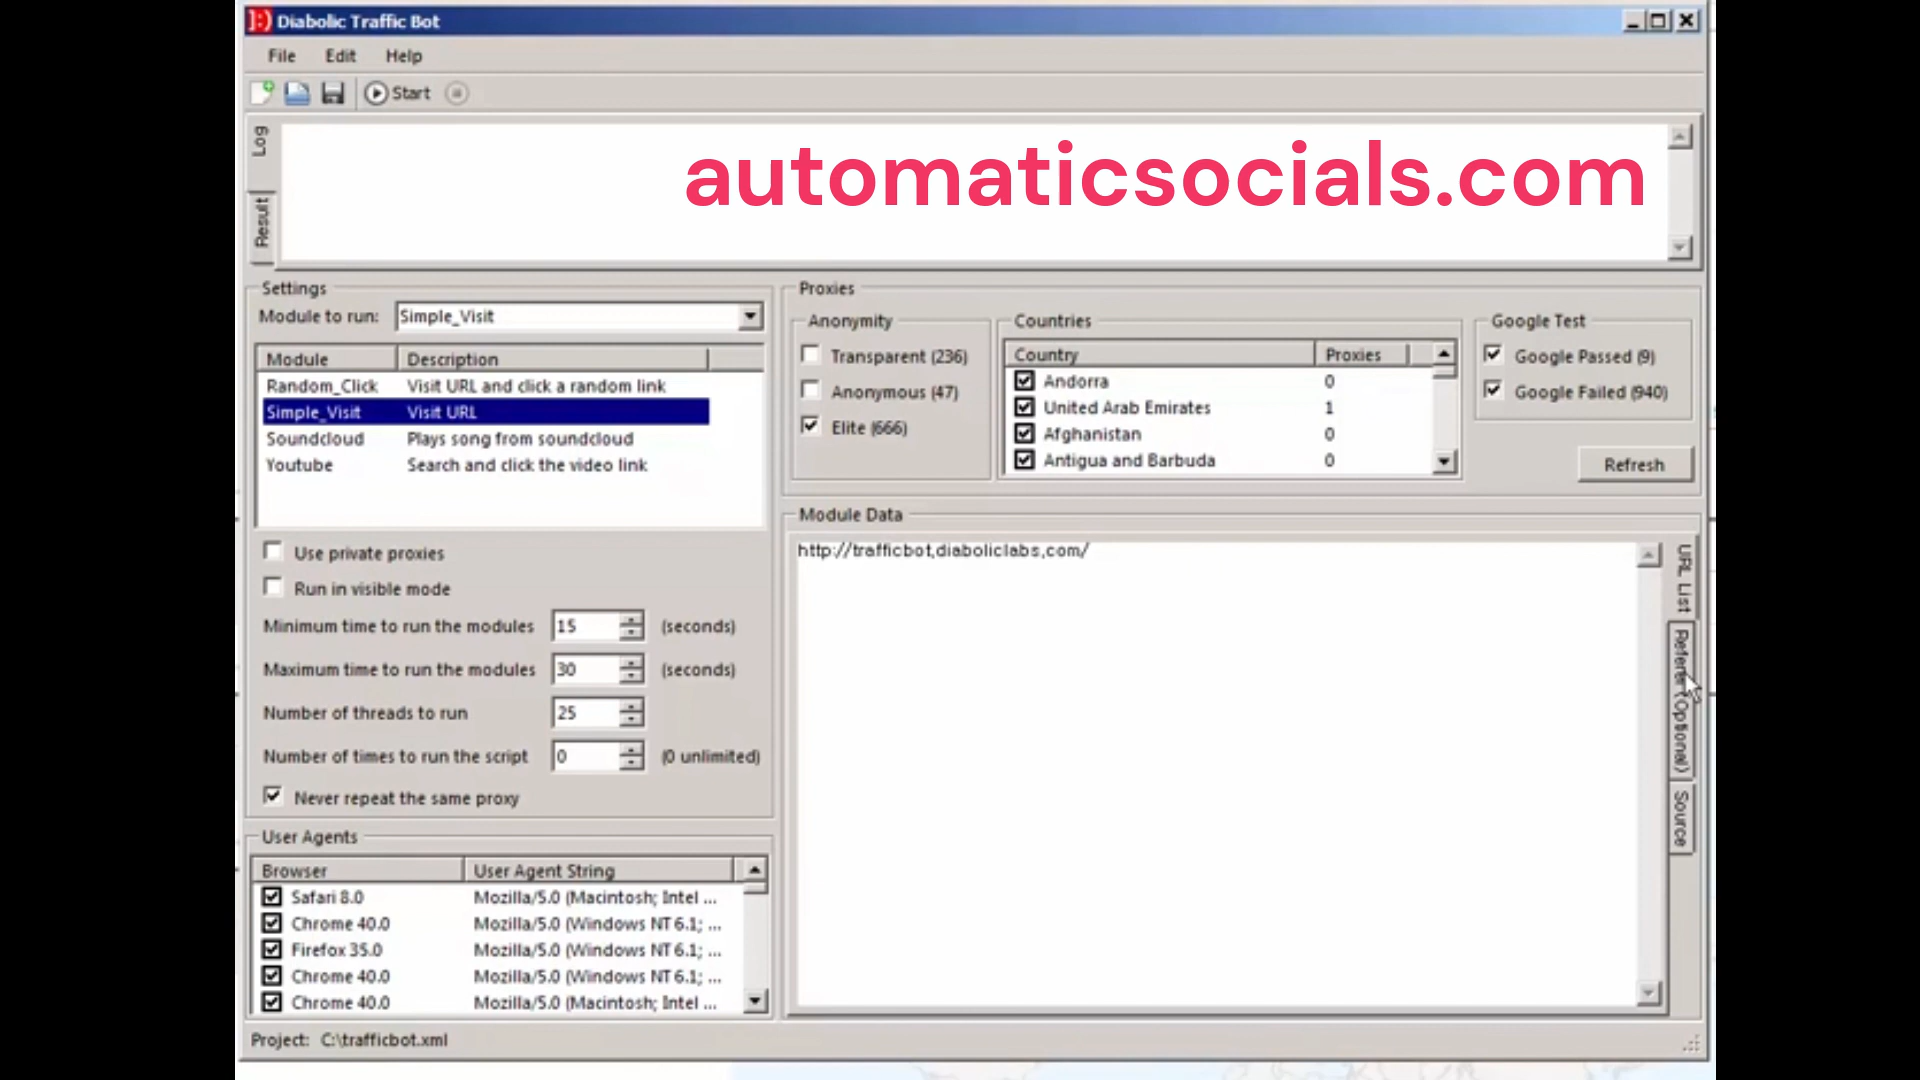 Diabolic Traffic Bot
File Edit Help
Start
Log
Result
automaticsocials.com
Settings
Module to run: Simple_Visit
Module Description
Random_Click Visit URL and click a random link
Simple_Visit Visit URL
Soundcloud Plays song from soundcloud
Youtube Search and click the video link
Use private proxies
Run in visible mode
Minimum time to run the modules 15 (seconds)
Maximum time to run the modules 30 (seconds)
Number of threads to run 25
Number of times to run the script 0 (0 unlimited)
Never repeat the same proxy
User Agents
Browser User Agent String
Safari 8.0 Mozilla/5.0 (Macintosh; Intel ...
Chrome 40.0 Mozilla/5.0 (Windows NT 6.1; ...
Firefox 35.0 Mozilla/5.0 (Windows NT 6.1; ...
Chrome 40.0 Mozilla/5.0 (Windows NT 6.1; ...
Chrome 40.0 Mozilla/5.0 (Macintosh; Intel ...
Proxies
Anonymity
Transparent (236)
Anonymous (47)
Elite (666)
Countries
Country Proxies
Andorra 0
United Arab Emirates 1
Afghanistan 0
Antigua and Barbuda 0
Google Test
Google Passed (9)
Google Failed (940)
Refresh
Module Data
http://trafficbot.diaboliclabs.com/
URL List
Referer (Optional)
Source
Project: C:\trafficbot.xml